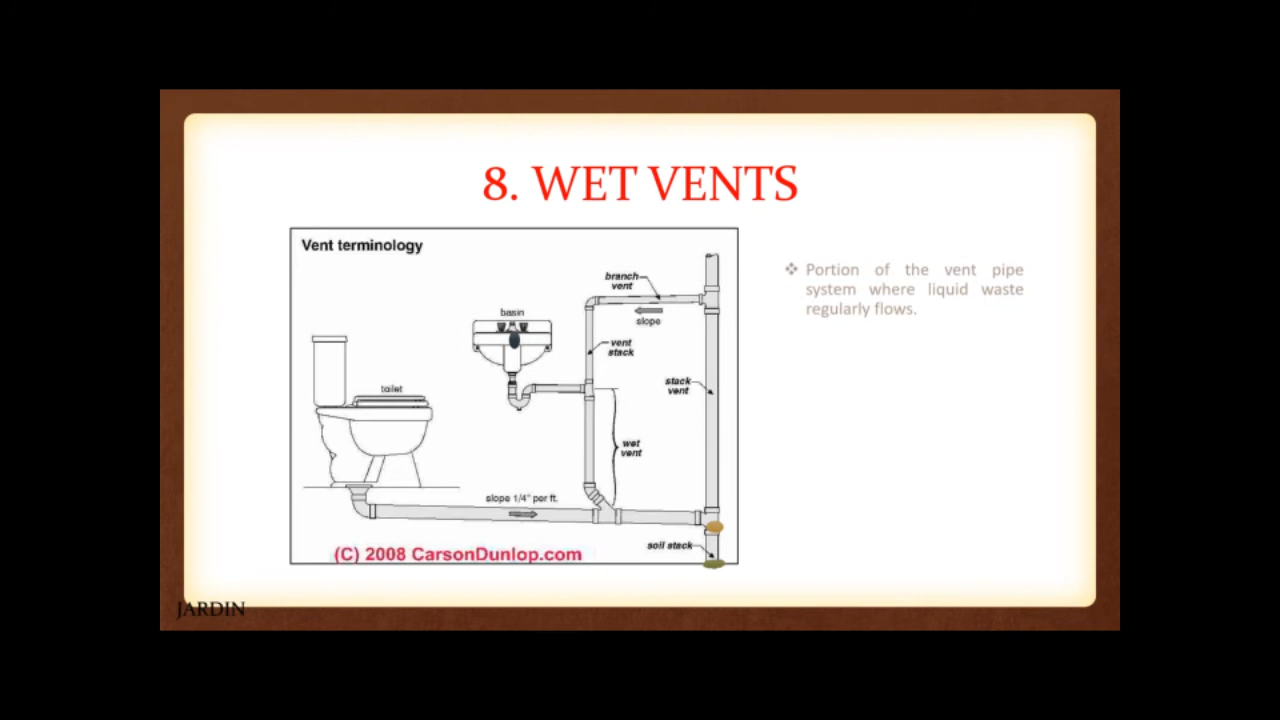 8. WET VENTS
Vent terminology
branch
vent
slope
basin
vent
stack
stack
vent
toilet
wet
vent
slope 1/4" per ft.
soil stack
(C) 2008 CarsonDunlop.com
❖ Portion of the vent pipe
system where liquid waste
regularly flows.
JARDIN